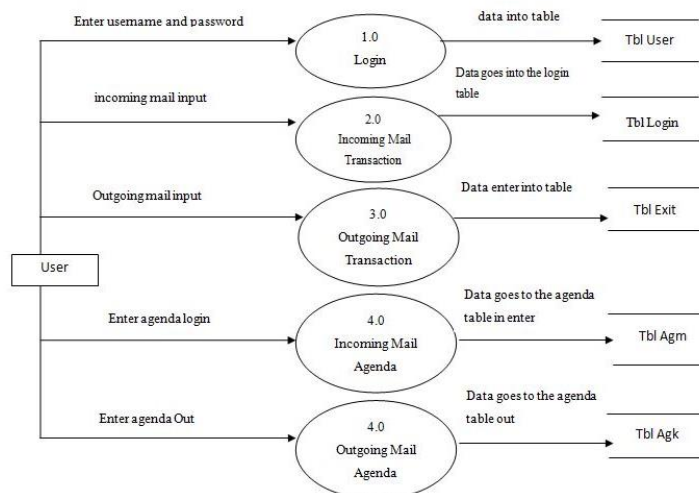 Enter username and password
1.0
Login
data into table
Tbl User
incoming mail input
2.0
Incoming Mail
Transaction
Data goes into the login
table
Tbl Login
Outgoing mail input
3.0
Outgoing Mail
Transaction
Data enter into table
Tbl Exit
User
Enter agenda login
4.0
Incoming Mail
Agenda
Data goes to the agenda
table in enter
Tbl Agm
Enter agenda Out
4.0
Outgoing Mail
Agenda
Data goes to the agenda
table out
Tbl Agk